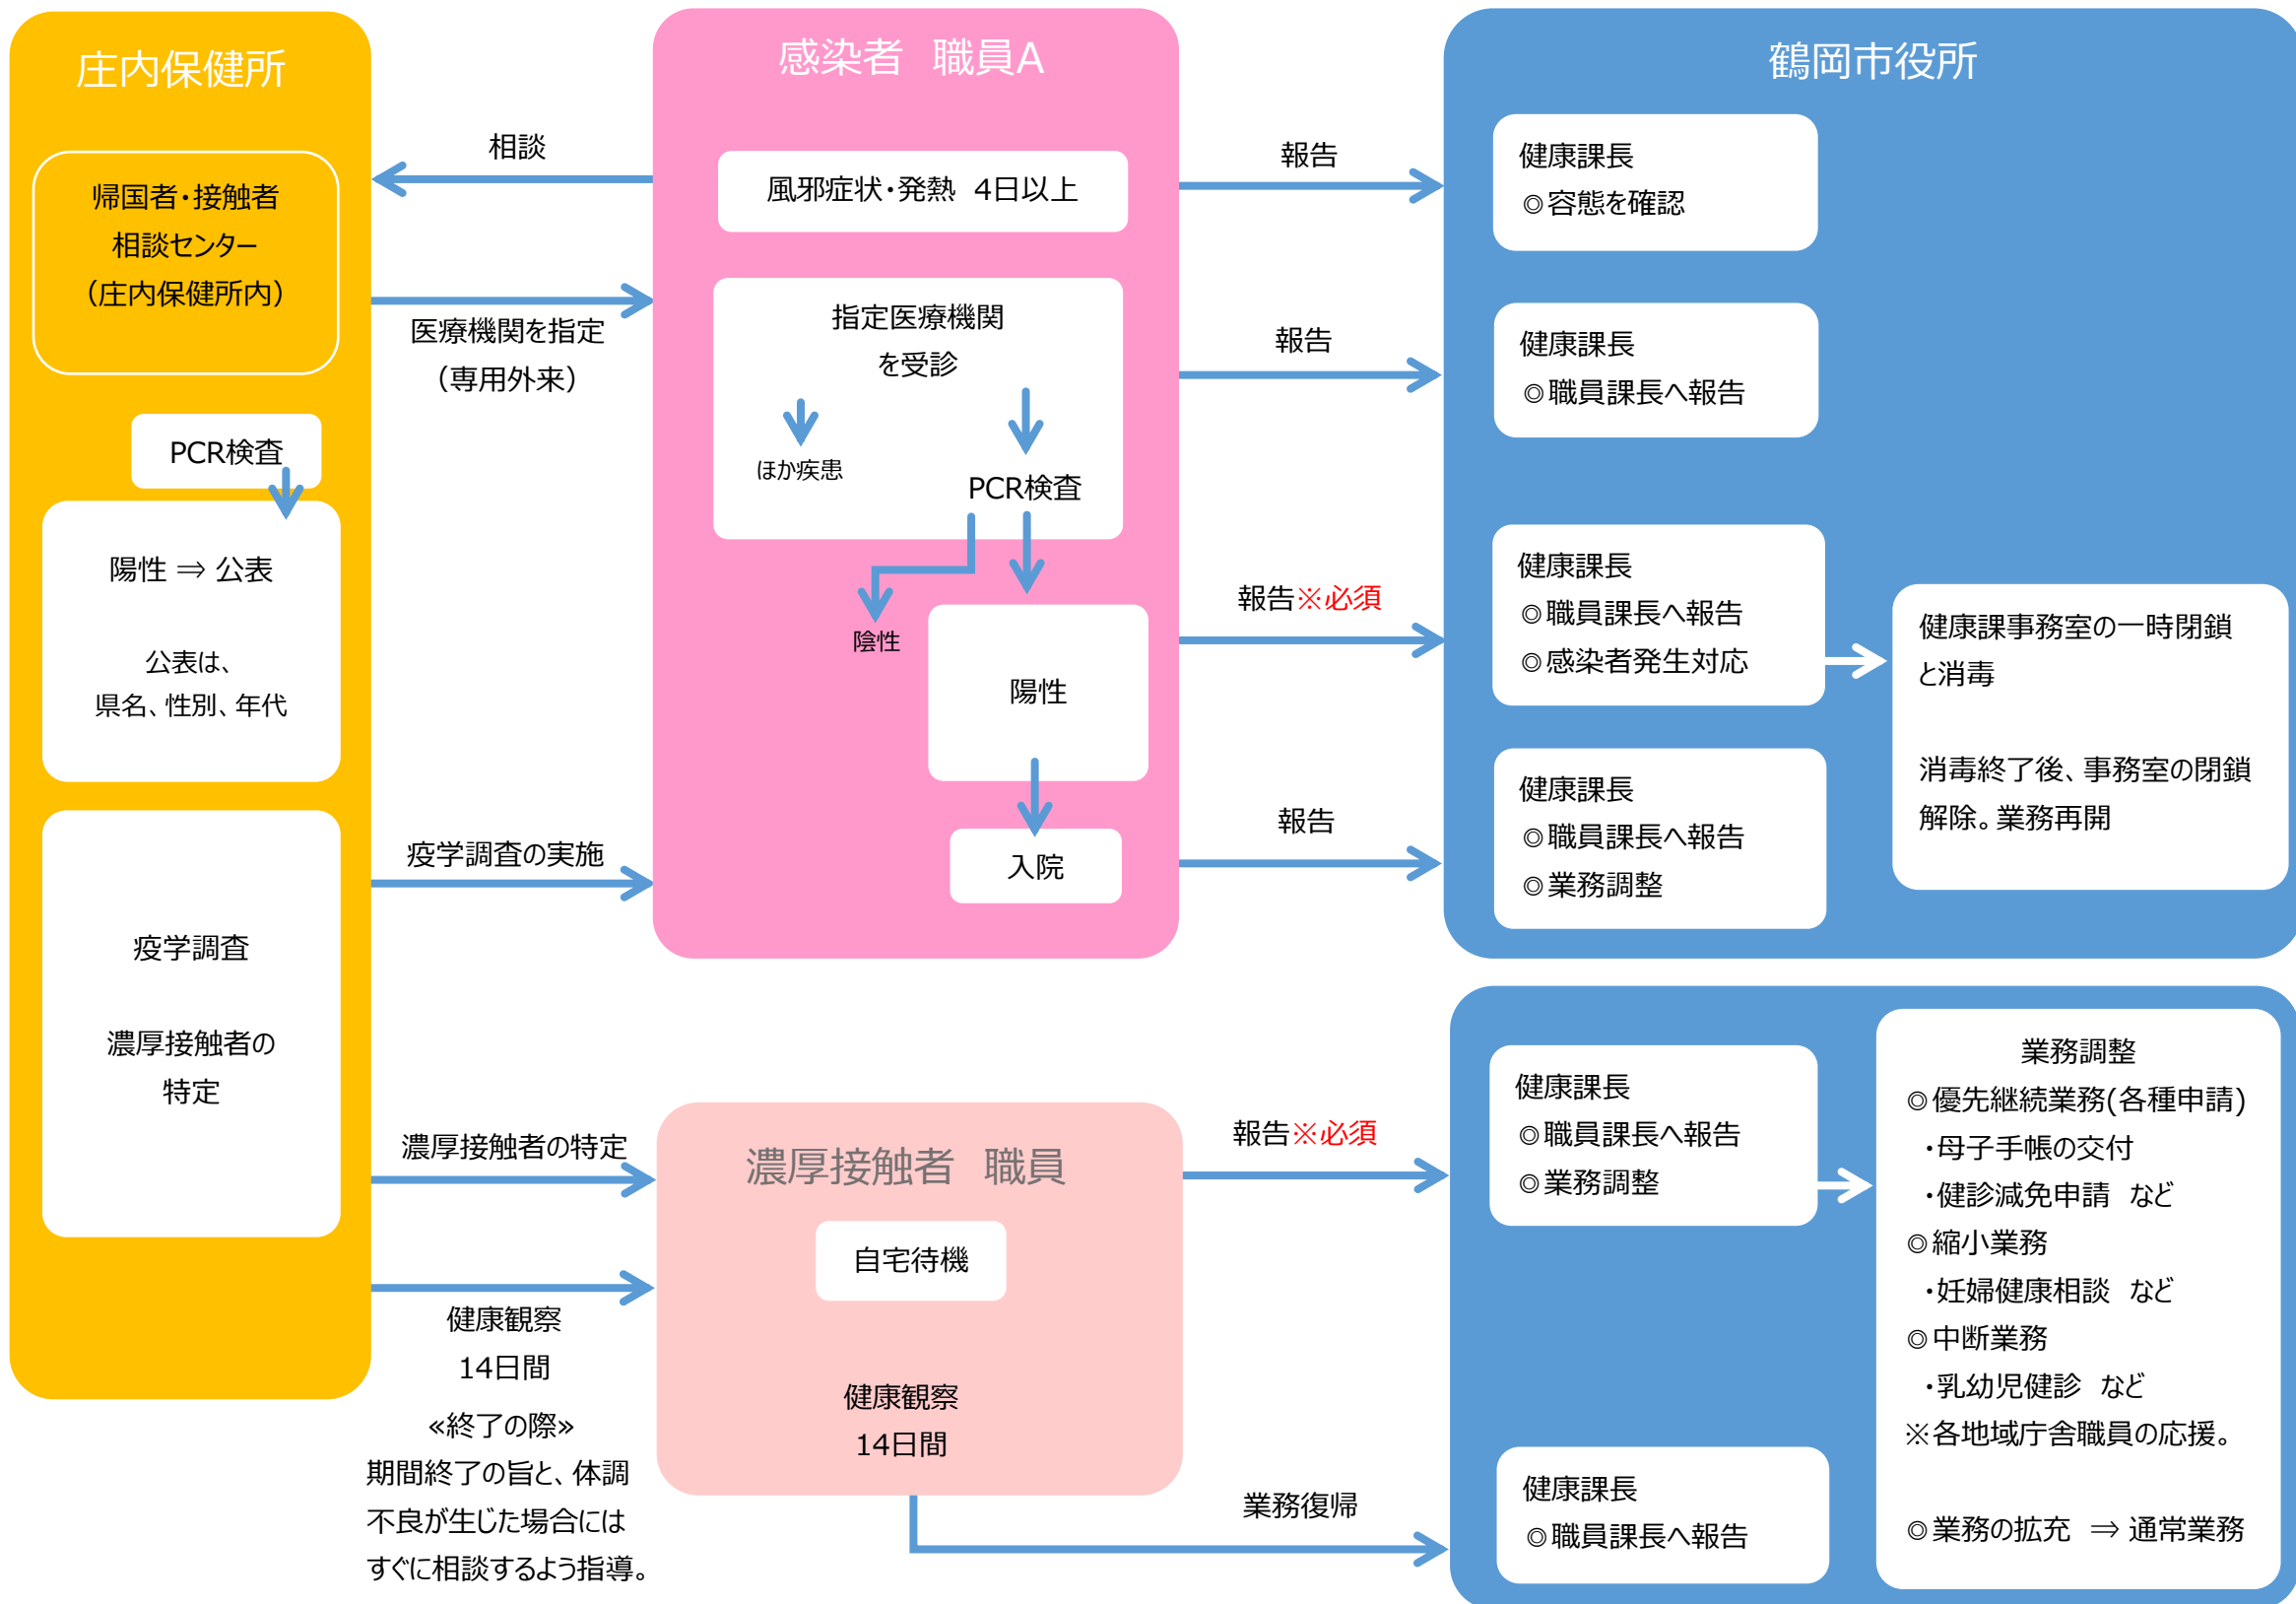 庄内保健所
帰国者・接触者
相談センター
（庄内保健所内）
PCR検査
陽性 ⇒ 公表
公表は、
県名、性別、年代
疫学調査
濃厚接触者の
特定
相談
医療機関を指定
（専用外来）
疫学調査の実施
濃厚接触者の特定
健康観察
14日間
≪終了の際≫
期間終了の旨と、体調
不良が生じた場合には
すぐに相談するよう指導。
感染者　職員A
風邪症状・発熱　4日以上
指定医療機関
を受診
ほか疾患
PCR検査
陰性
陽性
入院
濃厚接触者　職員
自宅待機
健康観察
14日間
報告
報告
報告※必須
報告
報告※必須
業務復帰
鶴岡市役所
健康課長
◎容態を確認
健康課長
◎職員課長へ報告
健康課長
◎職員課長へ報告
◎感染者発生対応
健康課事務室の一時閉鎖
と消毒
消毒終了後、事務室の閉鎖
解除。業務再開
健康課長
◎職員課長へ報告
◎業務調整
健康課長
◎職員課長へ報告
◎業務調整
業務調整
◎優先継続業務(各種申請)
・母子手帳の交付
・健診減免申請　など
◎縮小業務
・妊婦健康相談　など
◎中断業務
・乳幼児健診　など
※各地域庁舎職員の応援。
◎業務の拡充　⇒ 通常業務
健康課長
◎職員課長へ報告